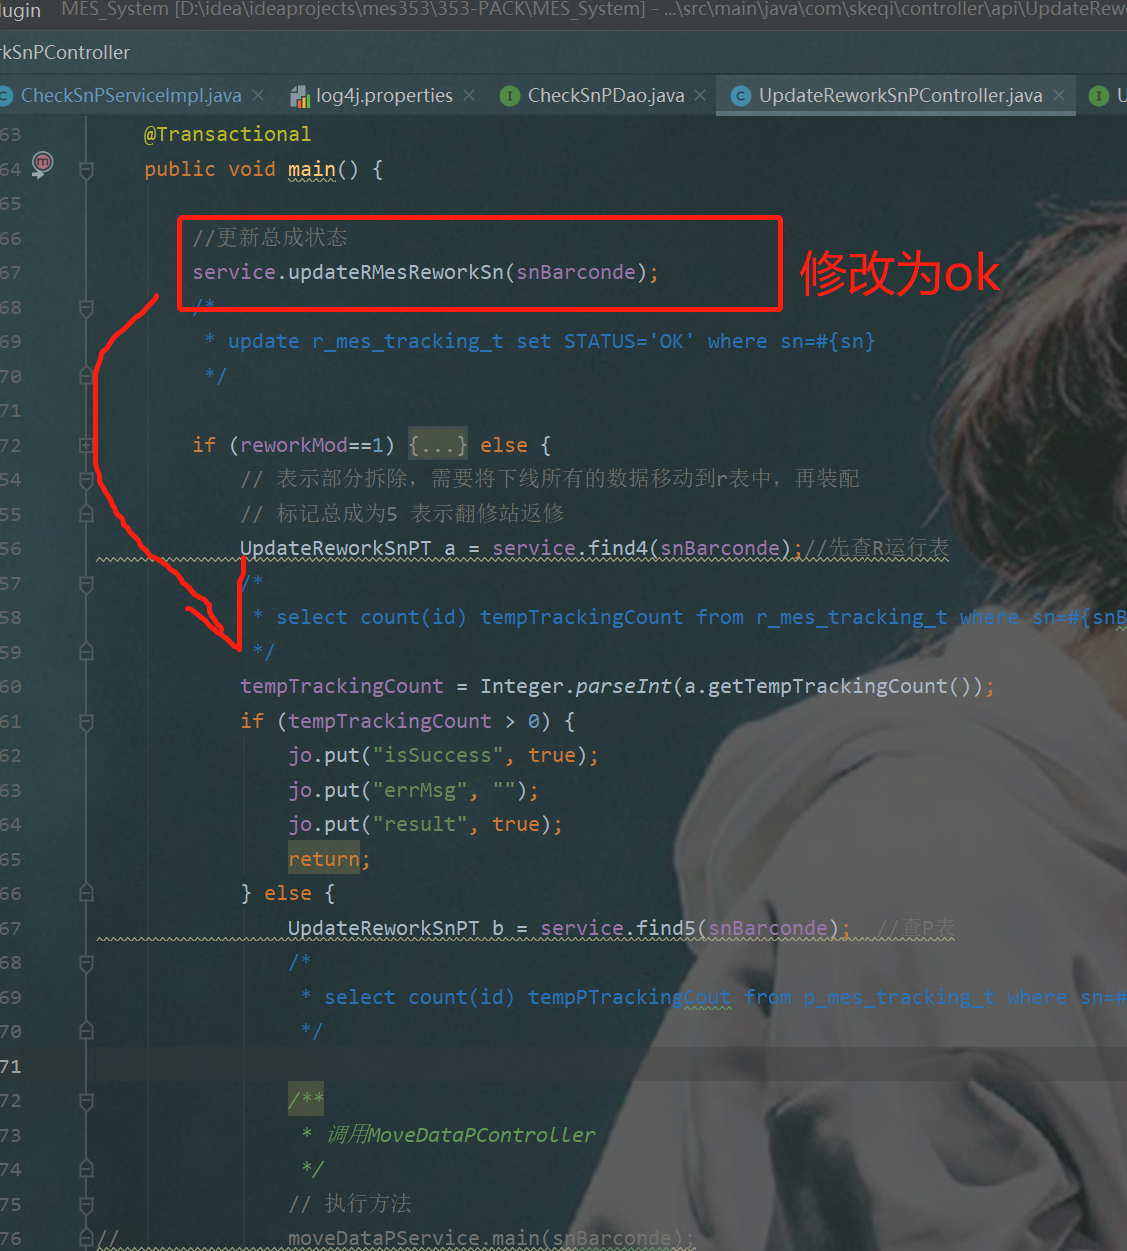 lugin MES_System [D:\idea\ideaprojects\mes353\353-PACK\MES_System] - ...\src\main\java\com\skeqi\controller\api\UpdateRew
kSnPController
CheckSnPServiceImpl.java × log4j.properties × I CheckSnPDao.java × C UpdateReworkSnPController.java × I
63 @Transactional
64 m public void main() {
65
66 //更新总成状态
67 service.updateRMesReworkSn(snBarconde);
修改为ok
68 /*
69 * update r_mes_tracking_t set STATUS='OK' where sn=#{sn}
70 */
71
72 if (reworkMod==1) {...} else {
54 // 表示部分拆除，需要将下线所有的数据移动到r表中，再装配
55 // 标记总成为5 表示翻修站返修
56 UpdateReworkSnPT a = service.find4(snBarconde);//先查R运行表
57 /*
58 * select count(id) tempTrackingCount from r_mes_tracking_t where sn=#{snB
59 */
60 tempTrackingCount = Integer.parseInt(a.getTempTrackingCount());
61 if (tempTrackingCount > 0) {
62 jo.put("isSuccess", true);
63 jo.put("errMsg", "");
64 jo.put("result", true);
65 return;
66 } else {
67 UpdateReworkSnPT b = service.find5(snBarconde); //查P表
68 /*
69 * select count(id) tempPTrackingCout from p_mes_tracking_t where sn=#
70 */
71
72 /**
73 * 调用MoveDataPController
74 */
75 // 执行方法
76 // moveDataPService.main(snBarconde);